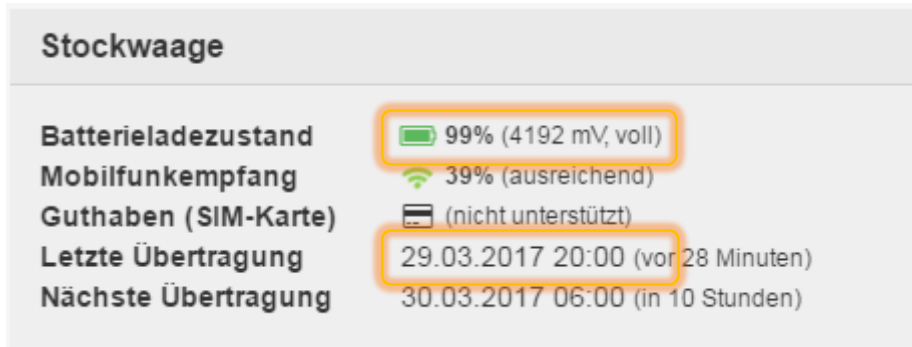 Stockwaage
Batterieladezustand 99% (4192 mV, voll)
Mobilfunkempfang 39% (ausreichend)
Guthaben (SIM-Karte) (nicht unterstützt)
Letzte Übertragung 29.03.2017 20:00 (vor 28 Minuten)
Nächste Übertragung 30.03.2017 06:00 (in 10 Stunden)